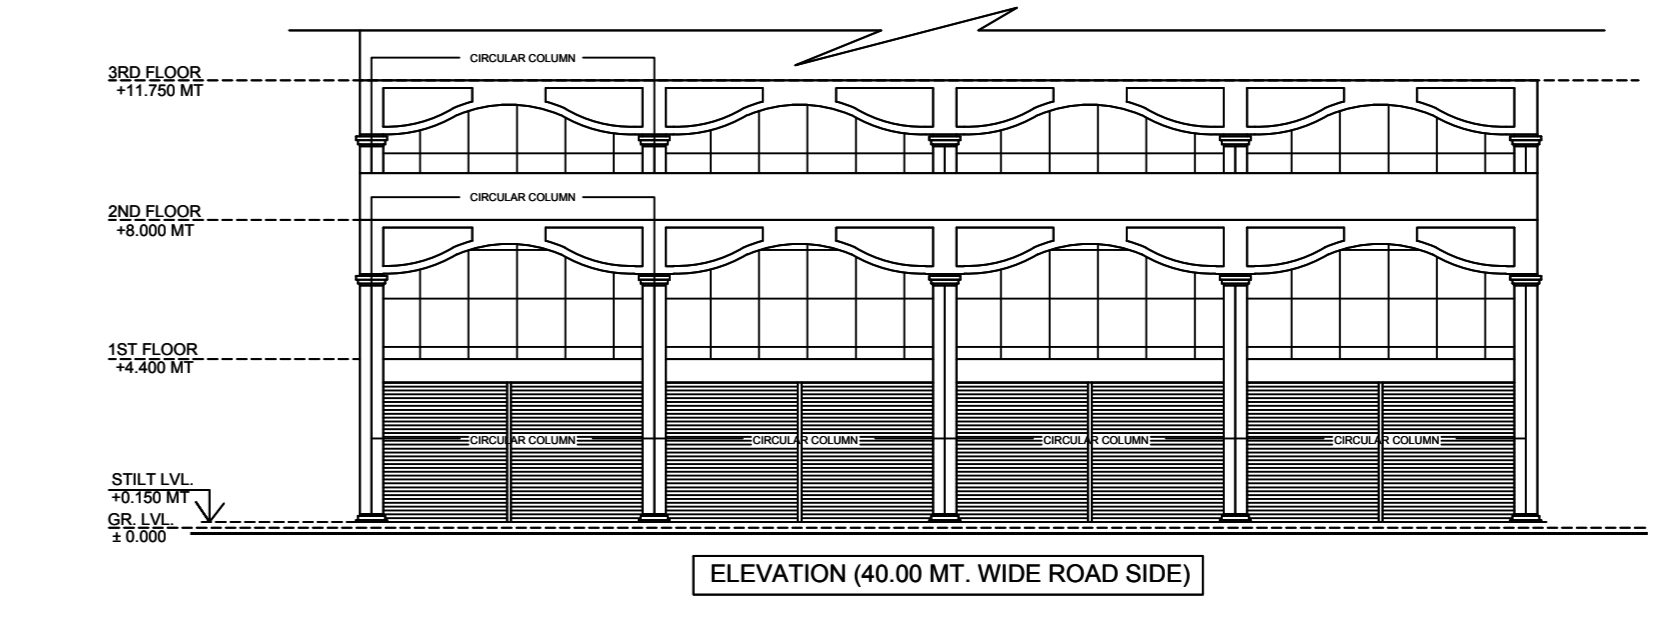 CIRCULAR COLUMN
3RD FLOOR
+11.750 MT
CIRCULAR COLUMN
2ND FLOOR
+8.000 MT
1ST FLOOR
+4.400 MT
CIRCULAR COLUMN CIRCULAR COLUMN CIRCULAR COLUMN CIRCULAR COLUMN
STILT LVL.
+0.150 MT
GR. LVL.
± 0.000
ELEVATION (40.00 MT. WIDE ROAD SIDE)